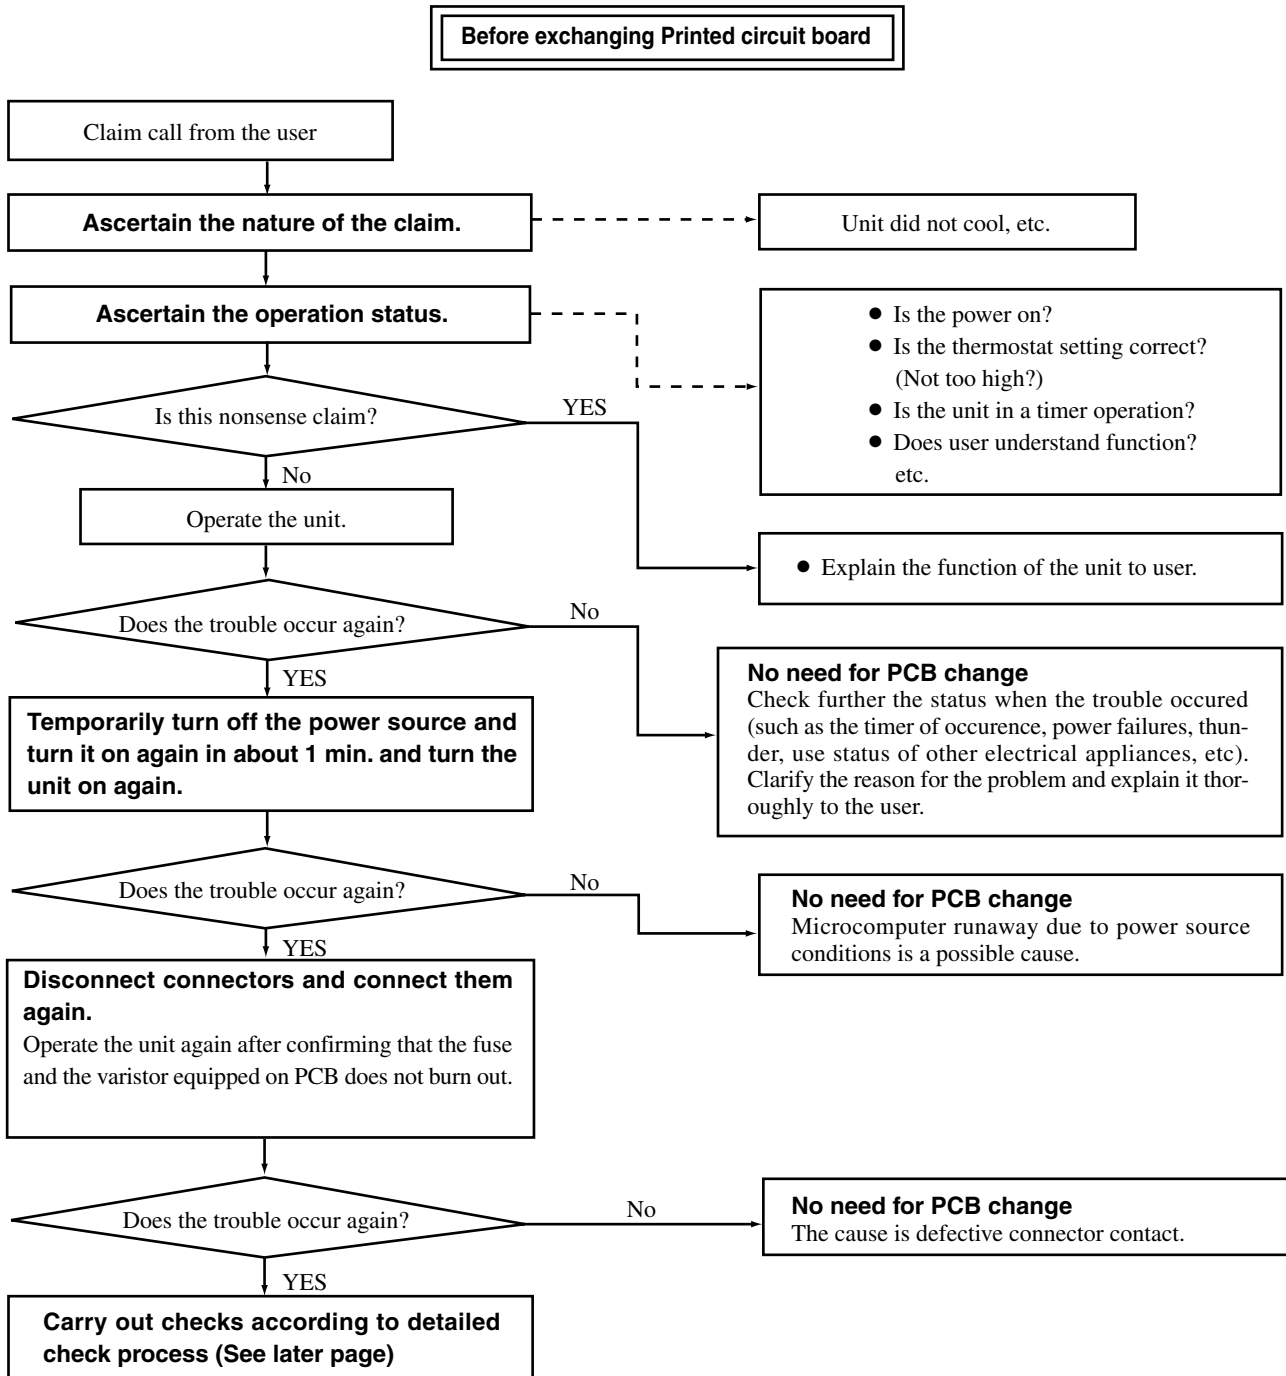 Before exchanging Printed circuit board
Claim call from the user
Ascertain the nature of the claim.
Unit did not cool, etc.
Ascertain the operation status.
● Is the power on?
● Is the thermostat setting correct?
(Not too high?)
● Is the unit in a timer operation?
● Does user understand function?
etc.
Is this nonsense claim?
YES
No
Operate the unit.
● Explain the function of the unit to user.
Does the trouble occur again?
No
YES
No need for PCB change
Check further the status when the trouble occured
(such as the timer of occurence, power failures, thun-
der, use status of other electrical appliances, etc).
Clarify the reason for the problem and explain it thor-
oughly to the user.
Temporarily turn off the power source and
turn it on again in about 1 min. and turn the
unit on again.
Does the trouble occur again?
No
YES
No need for PCB change
Microcomputer runaway due to power source
conditions is a possible cause.
Disconnect connectors and connect them
again.
Operate the unit again after confirming that the fuse
and the varistor equipped on PCB does not burn out.
Does the trouble occur again?
No
YES
No need for PCB change
The cause is defective connector contact.
Carry out checks according to detailed
check process (See later page)